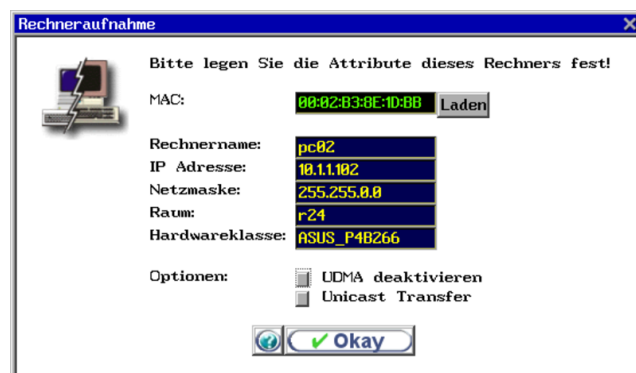 Rechneraufnahme
Bitte legen Sie die Attribute dieses Rechners fest!
MAC: 00:02:B3:8E:1D:BB Laden
Rechnername: pc02
IP Adresse: 10.1.1.102
Netzmaske: 255.255.0.0
Raum: r24
Hardwareklasse: ASUS_P4B266
Optionen: UDMA deaktivieren
Unicast Transfer
? ✓ Okay